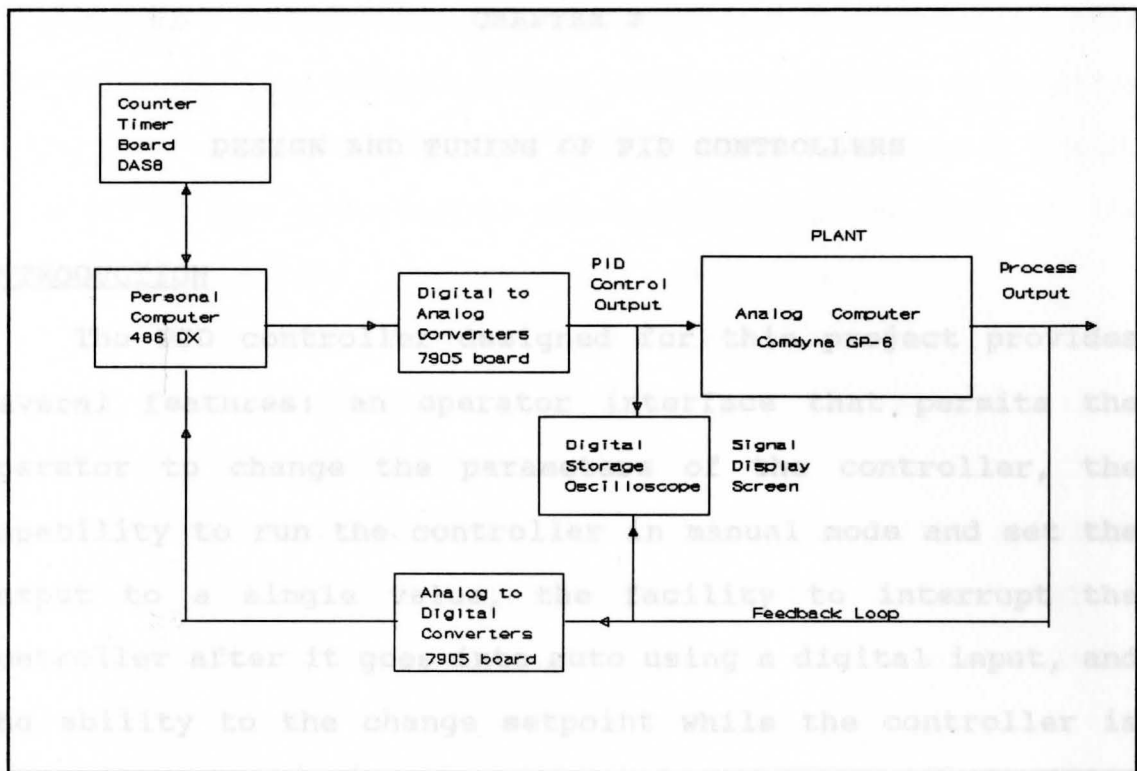 CHAPTER
DESIGN AND TUNING OF PID CONTROLLERS
Counter
Timer
Board
DAS8
PLANT
PID
Control
Output
Process
Output
Personal
Computer
486 DX
Digital to
Analog
Converters
7905 board
Analog Computer
Comdyna GP-6
Digital
Storage
Oscilloscope
Signal
Display
Screen
Analog to
Digital
Converters
7905 board
Feedback Loop
The PID controller designed for this project provides
several features: an operator interface that permits the
operator to change the parameters of the controller, the
capability to run the controller in manual mode and set the
output to a single value, the facility to interrupt the
controller after it goes into auto using a digital input, and
ability to the change setpoint while the controller is